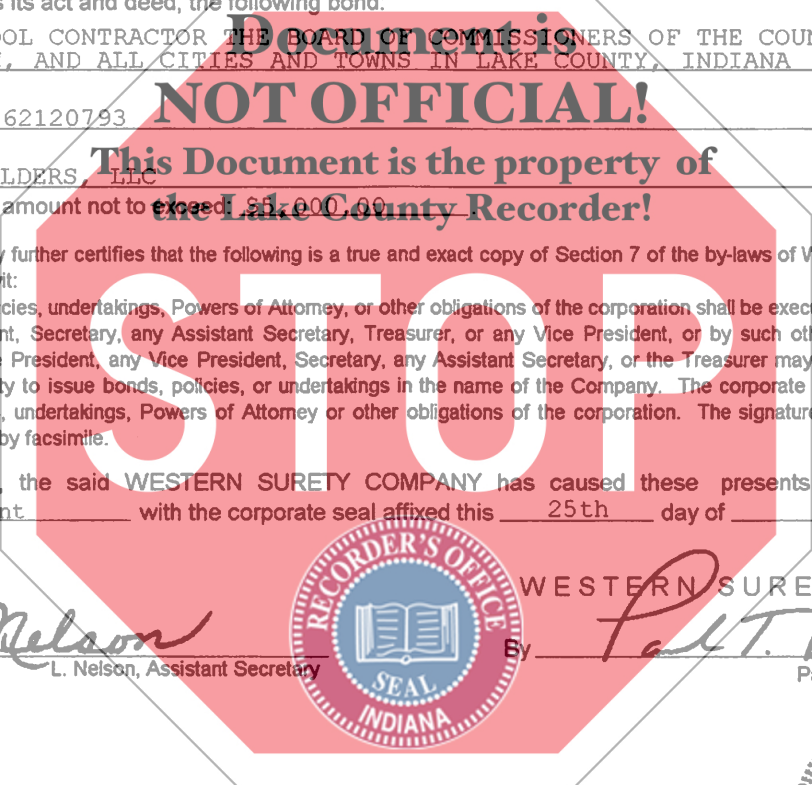 s its act and deed, the following bond.
Document is
OL CONTRACTOR THE BOARD OF COMMISSIONERS OF THE COUN
, AND ALL CITIES AND TOWNS IN LAKE COUNTY, INDIANA
NOT OFFICIAL!
62120793
This Document is the property of
LDERS, LLC
the Lake County Recorder!
amount not to exceed: $5,000.00.
y further certifies that the following is a true and exact copy of Section 7 of the by-laws of W
it:
STOP
cies, undertakings, Powers of Attorney, or other obligations of the corporation shall be execu
nt, Secretary, any Assistant Secretary, Treasurer, or any Vice President, or by such oth
e President, any Vice President, Secretary, any Assistant Secretary, or the Treasurer may
ty to issue bonds, policies, or undertakings in the name of the Company. The corporate
, undertakings, Powers of Attorney or other obligations of the corporation. The signature
by facsimile.
, the said WESTERN SURETY COMPANY has caused these presents
nt with the corporate seal affixed this 25th day of
RECORDER'S OFFICE
SEAL
INDIANA
WESTERN SURE
Nelson
By Paul T.
L. Nelson, Assistant Secretary